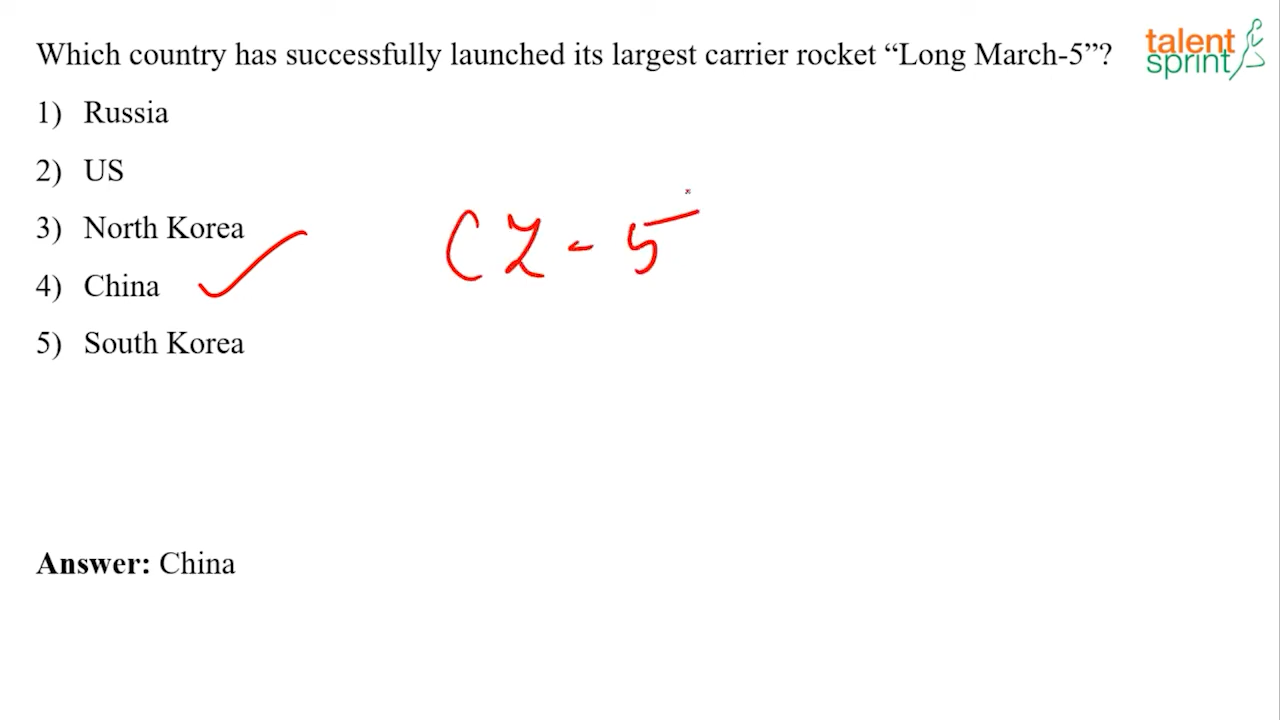 Which country has successfully launched its largest carrier rocket “Long March-5”?
talent
sprint
1) Russia
2) US
3) North Korea
CZ-5
4) China
5) South Korea
Answer: China